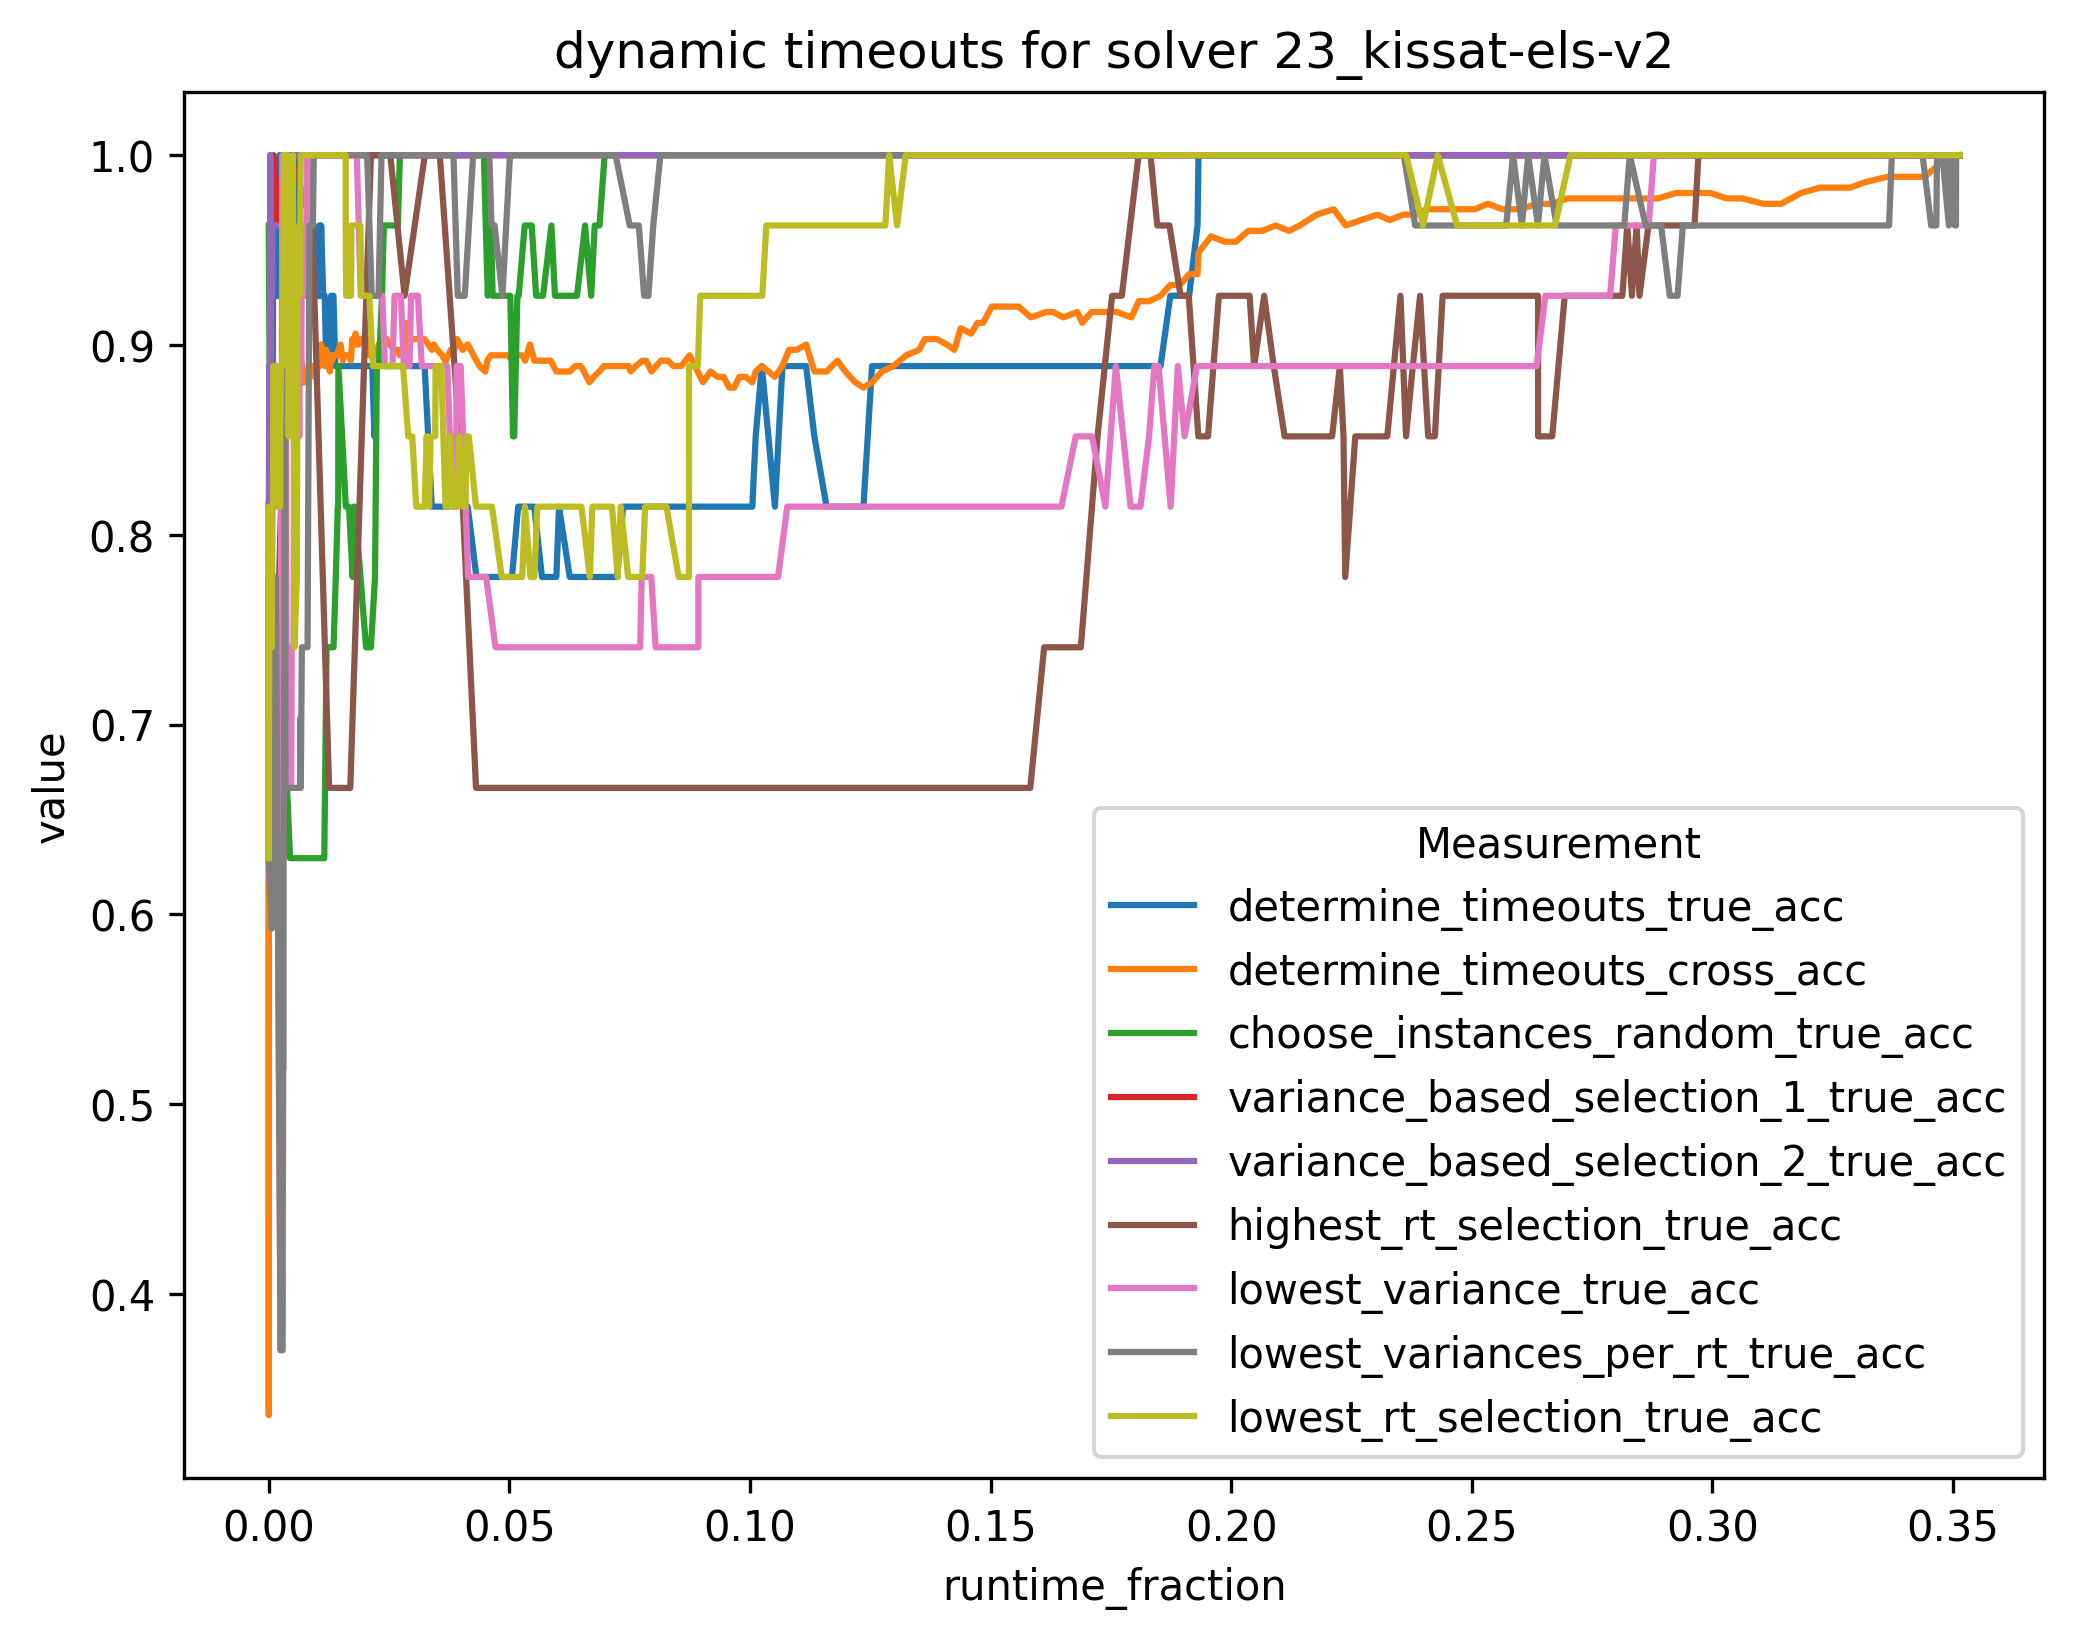 dynamic timeouts for solver 23_kissat-els-v2
1.0
0.9
0.8
0.7
0.6
0.5
0.4
value
Measurement
determine_timeouts_true_acc
determine_timeouts_cross_acc
choose_instances_random_true_acc
variance_based_selection_1_true_acc
variance_based_selection_2_true_acc
highest_rt_selection_true_acc
lowest_variance_true_acc
lowest_variances_per_rt_true_acc
lowest_rt_selection_true_acc
0.00 0.05 0.10 0.15 0.20 0.25 0.30 0.35
runtime_fraction